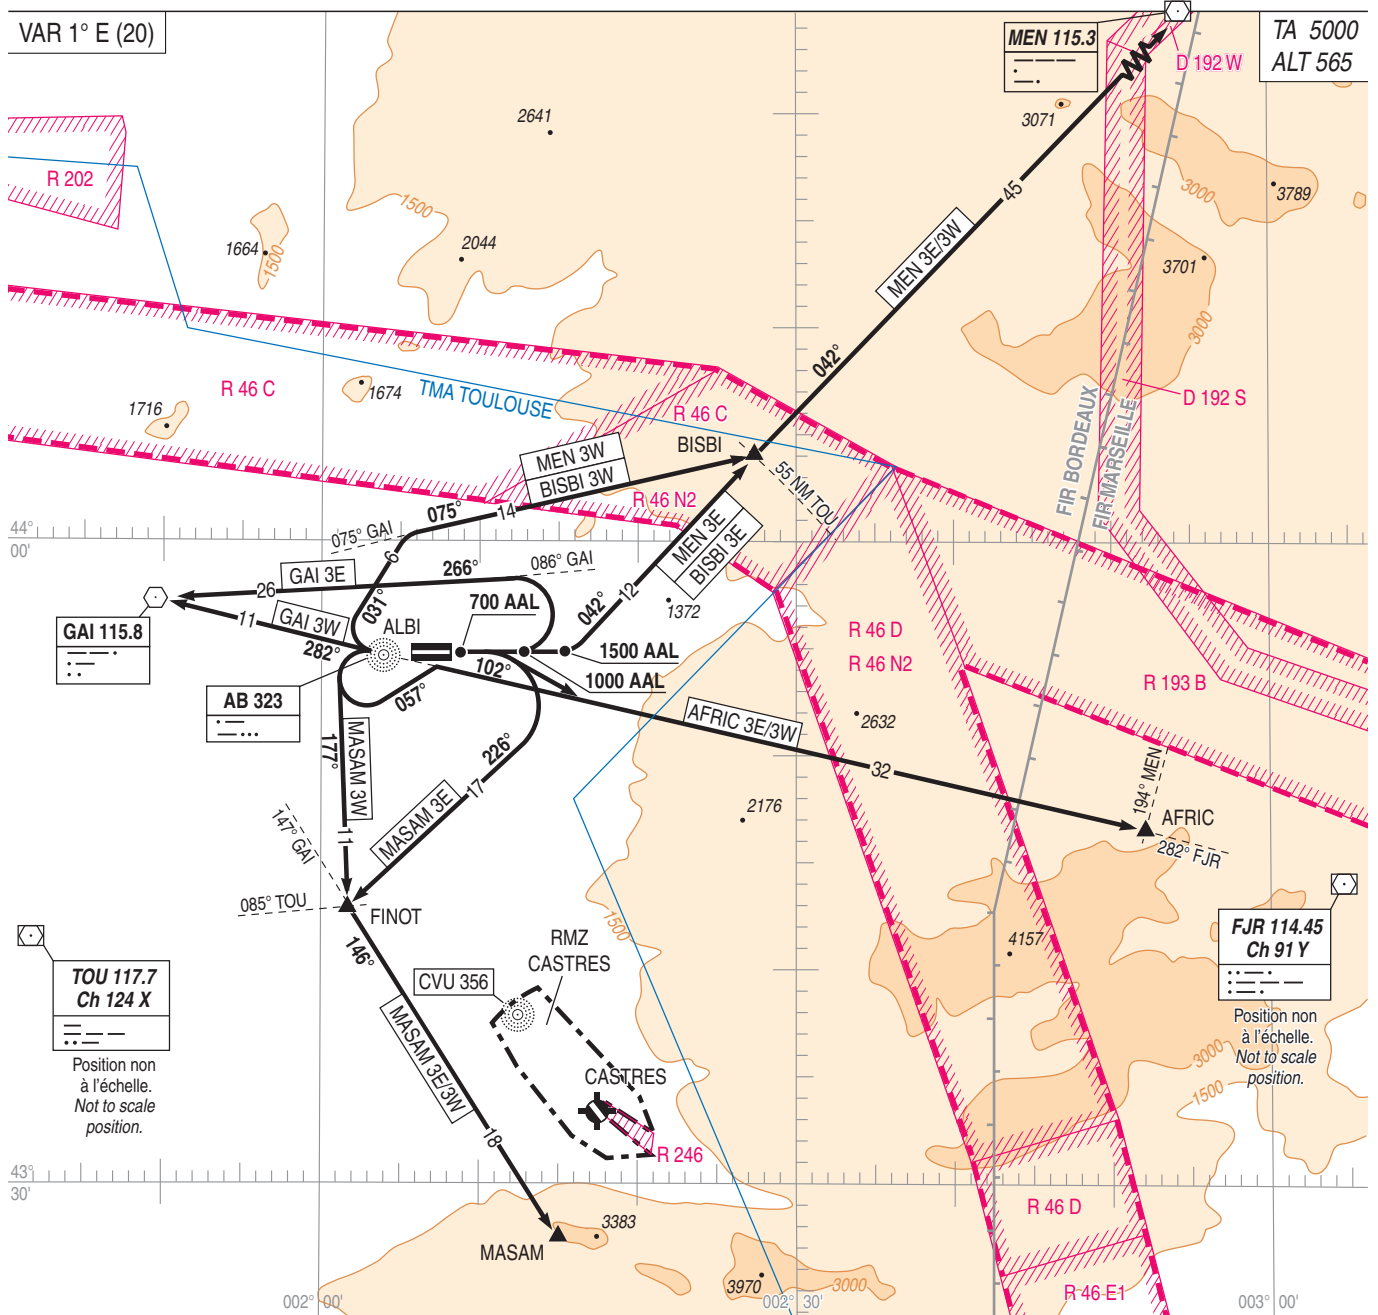 VAR 1° E (20)
MEN 115.3
TA 5000
ALT 565
D 192 W
2641
3071
3789
3000
R 202
1500
1664
2044
1500
3701
3000
45
MEN 3E/3W
042°
R 46 C
1674
TMA TOULOUSE
1716
R 46 C
D 192 S
FIR BORDEAUX
FIR MARSEILLE
BISBI
MEN 3W
BISBI 3W
55 NM TOU
R 46 N2
075°
14
075° GAI
44°
00'
6
MEN 3E
BISBI 3E
086° GAI
GAI 3E
266°
26
031°
700 AAL
042°
12
1372
GAI 115.8
11
GAI 3W
282°
ALBI
R 46 D
R 46 N2
1500 AAL
1000 AAL
102°
R 193 B
AB 323
057°
AFRIC 3E/3W
2632
177°
MASAM 3W
226°
32
17
194° MEN
2176
AFRIC
282° FJR
MASAM 3E
11
147° GAI
085° TOU
FINOT
1500
146°
RMZ
CASTRES
4157
FJR 114.45
Ch 91 Y
TOU 117.7
Ch 124 X
CVU 356
Position non
à l'échelle.
Not to scale
position.
Position non
à l'échelle.
Not to scale
position.
MASAM 3E/3W
3000
1500
CASTRES
18
R 246
43°
30'
R 46 D
3383
MASAM
3970
3000
R 46 E1
002° 00'
002° 30'
003° 00'